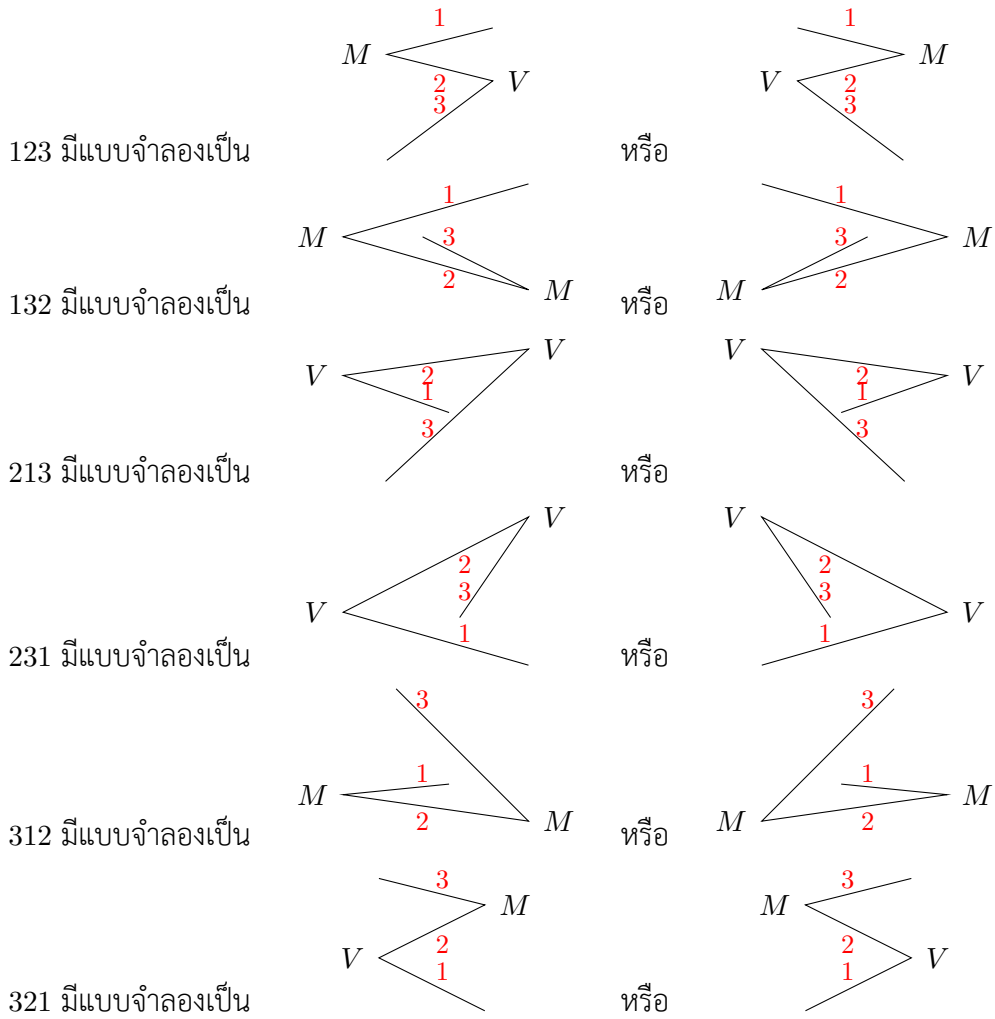 1 1
M M
2 V V 2
3 3
123 มีแบบจำลองเป็น หรือ
1 1
M 3 3 M
2 M M 2
132 มีแบบจำลองเป็น หรือ
V V
V 2 2 V
1 1
3 3
213 มีแบบจำลองเป็น หรือ
V V
2 2
3 3
V V
1 1
231 มีแบบจำลองเป็น หรือ
3 3
M 1 1 M
2 M M 2
312 มีแบบจำลองเป็น หรือ
3 3
M M
V 2 2 V
1 1
321 มีแบบจำลองเป็น หรือ